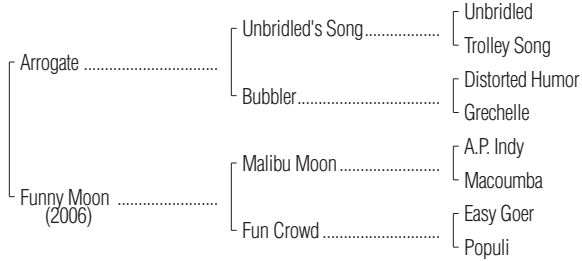 Unbridled
Unbridled's Song..................
Trolley Song
Arrogate ................................
Distorted Humor
Bubbler..................................
Grechelle
A.P. Indy
Malibu Moon ........................
Macoumba
Funny Moon ........................
(2006)
Easy Goer
Fun Crowd ............................
Populi